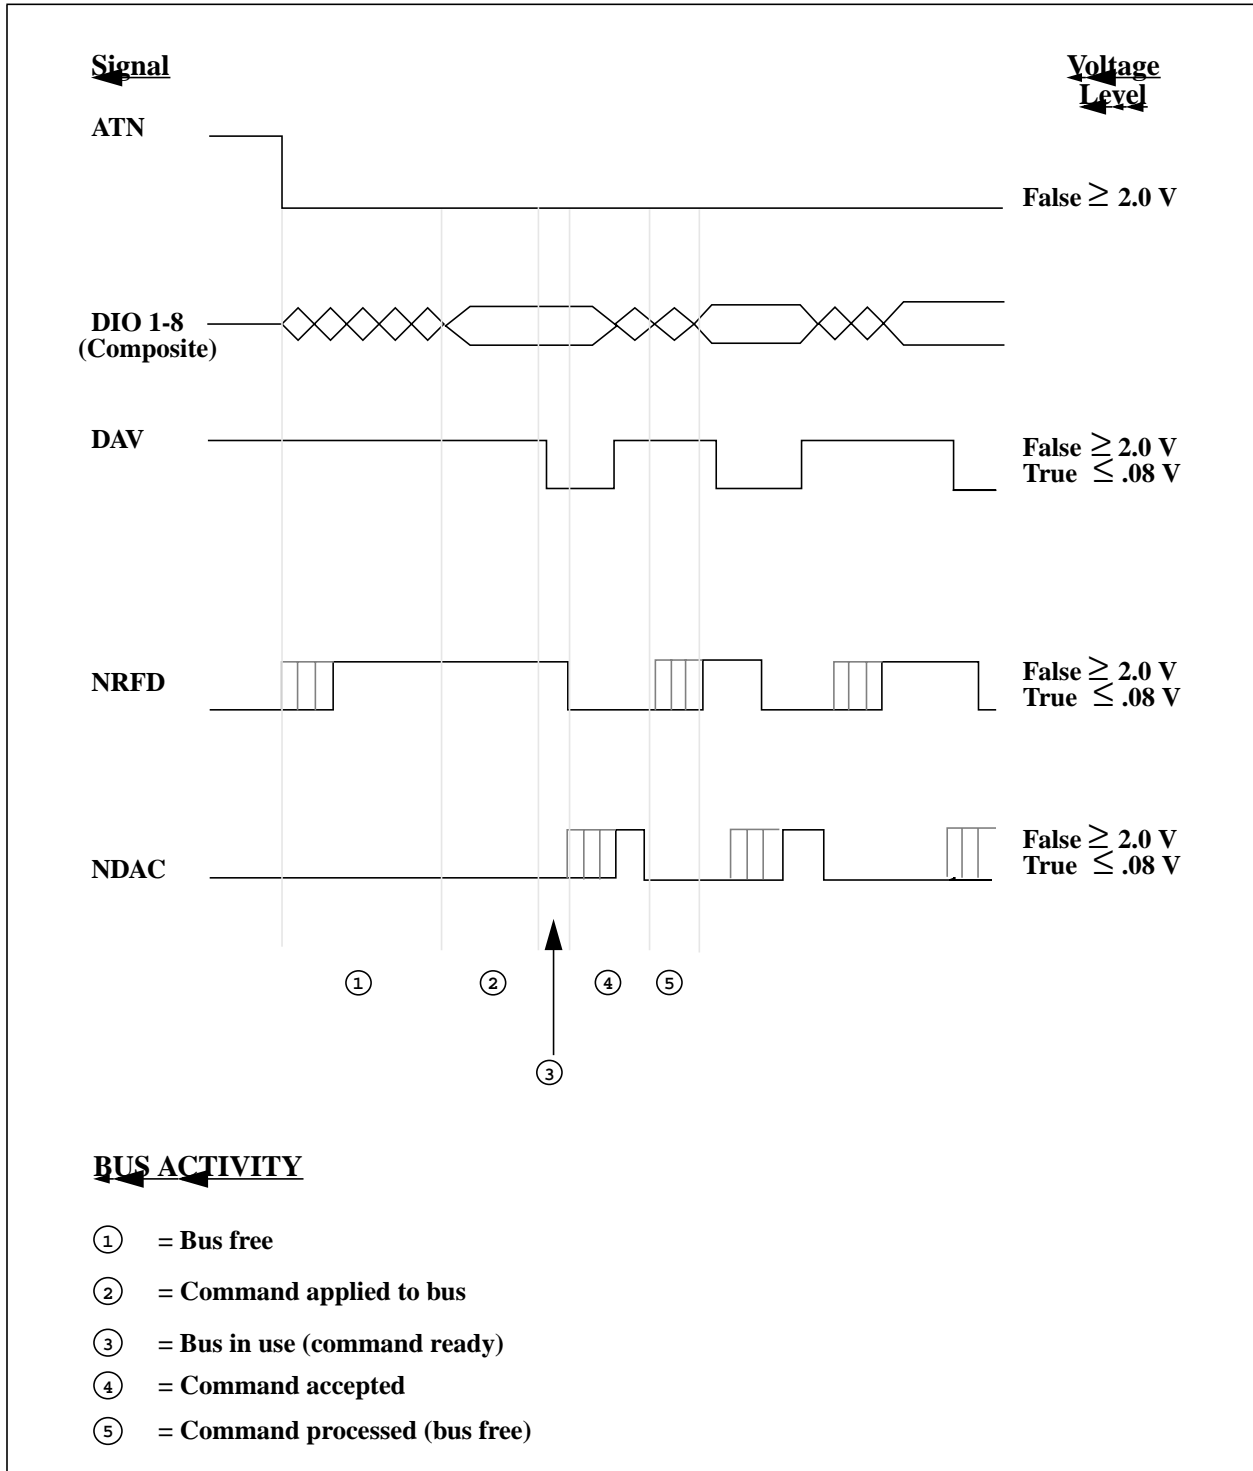 Signal
Voltage
Level
ATN
False ≥ 2.0 V
DIO 1-8
(Composite)
DAV
False ≥ 2.0 V
True ≤ .08 V
NRFD
False ≥ 2.0 V
True ≤ .08 V
NDAC
False ≥ 2.0 V
True ≤ .08 V
1
2
4
5
3
BUS ACTIVITY
1 = Bus free
2 = Command applied to bus
3 = Bus in use (command ready)
4 = Command accepted
5 = Command processed (bus free)